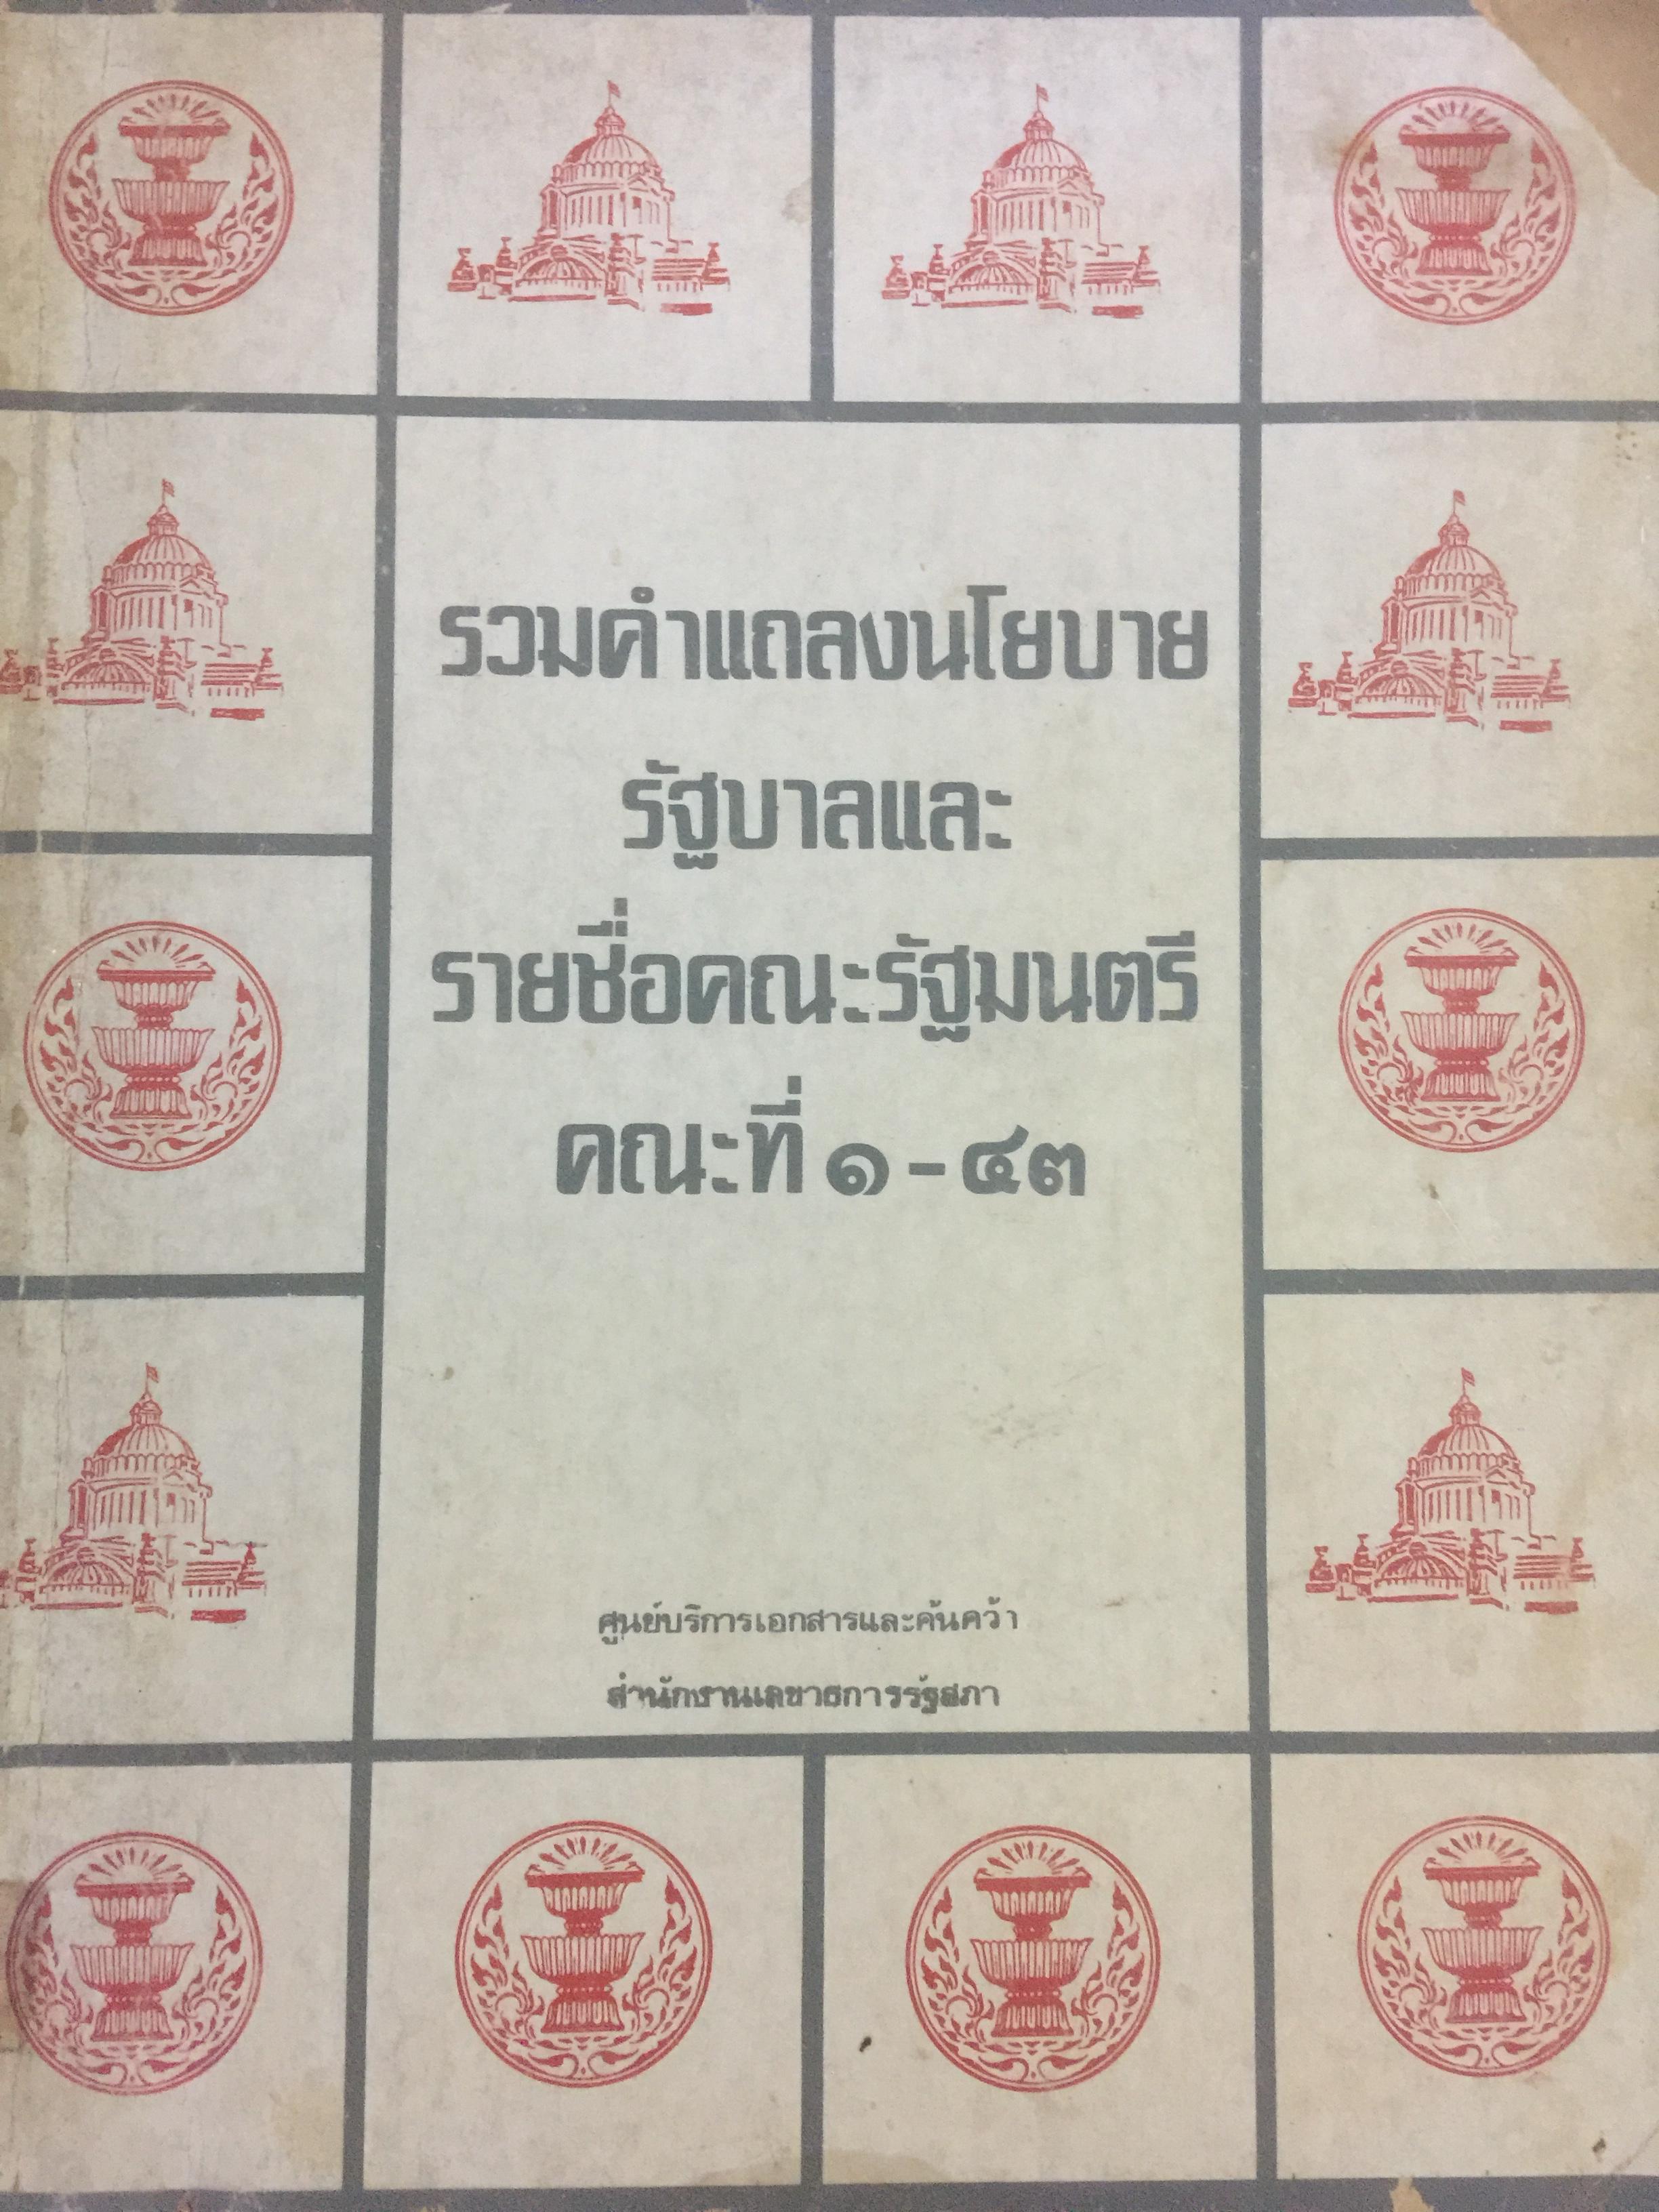 รวมคำแถลงนโยบาย
รัฐบาลและ
รายชื่อคณะรัฐมนตรี
คณะที่ ๑ - ๔๓
ศูนย์บริการเอกสารและค้นคว้า
สำนักงานเลขาธิการรัฐสภา